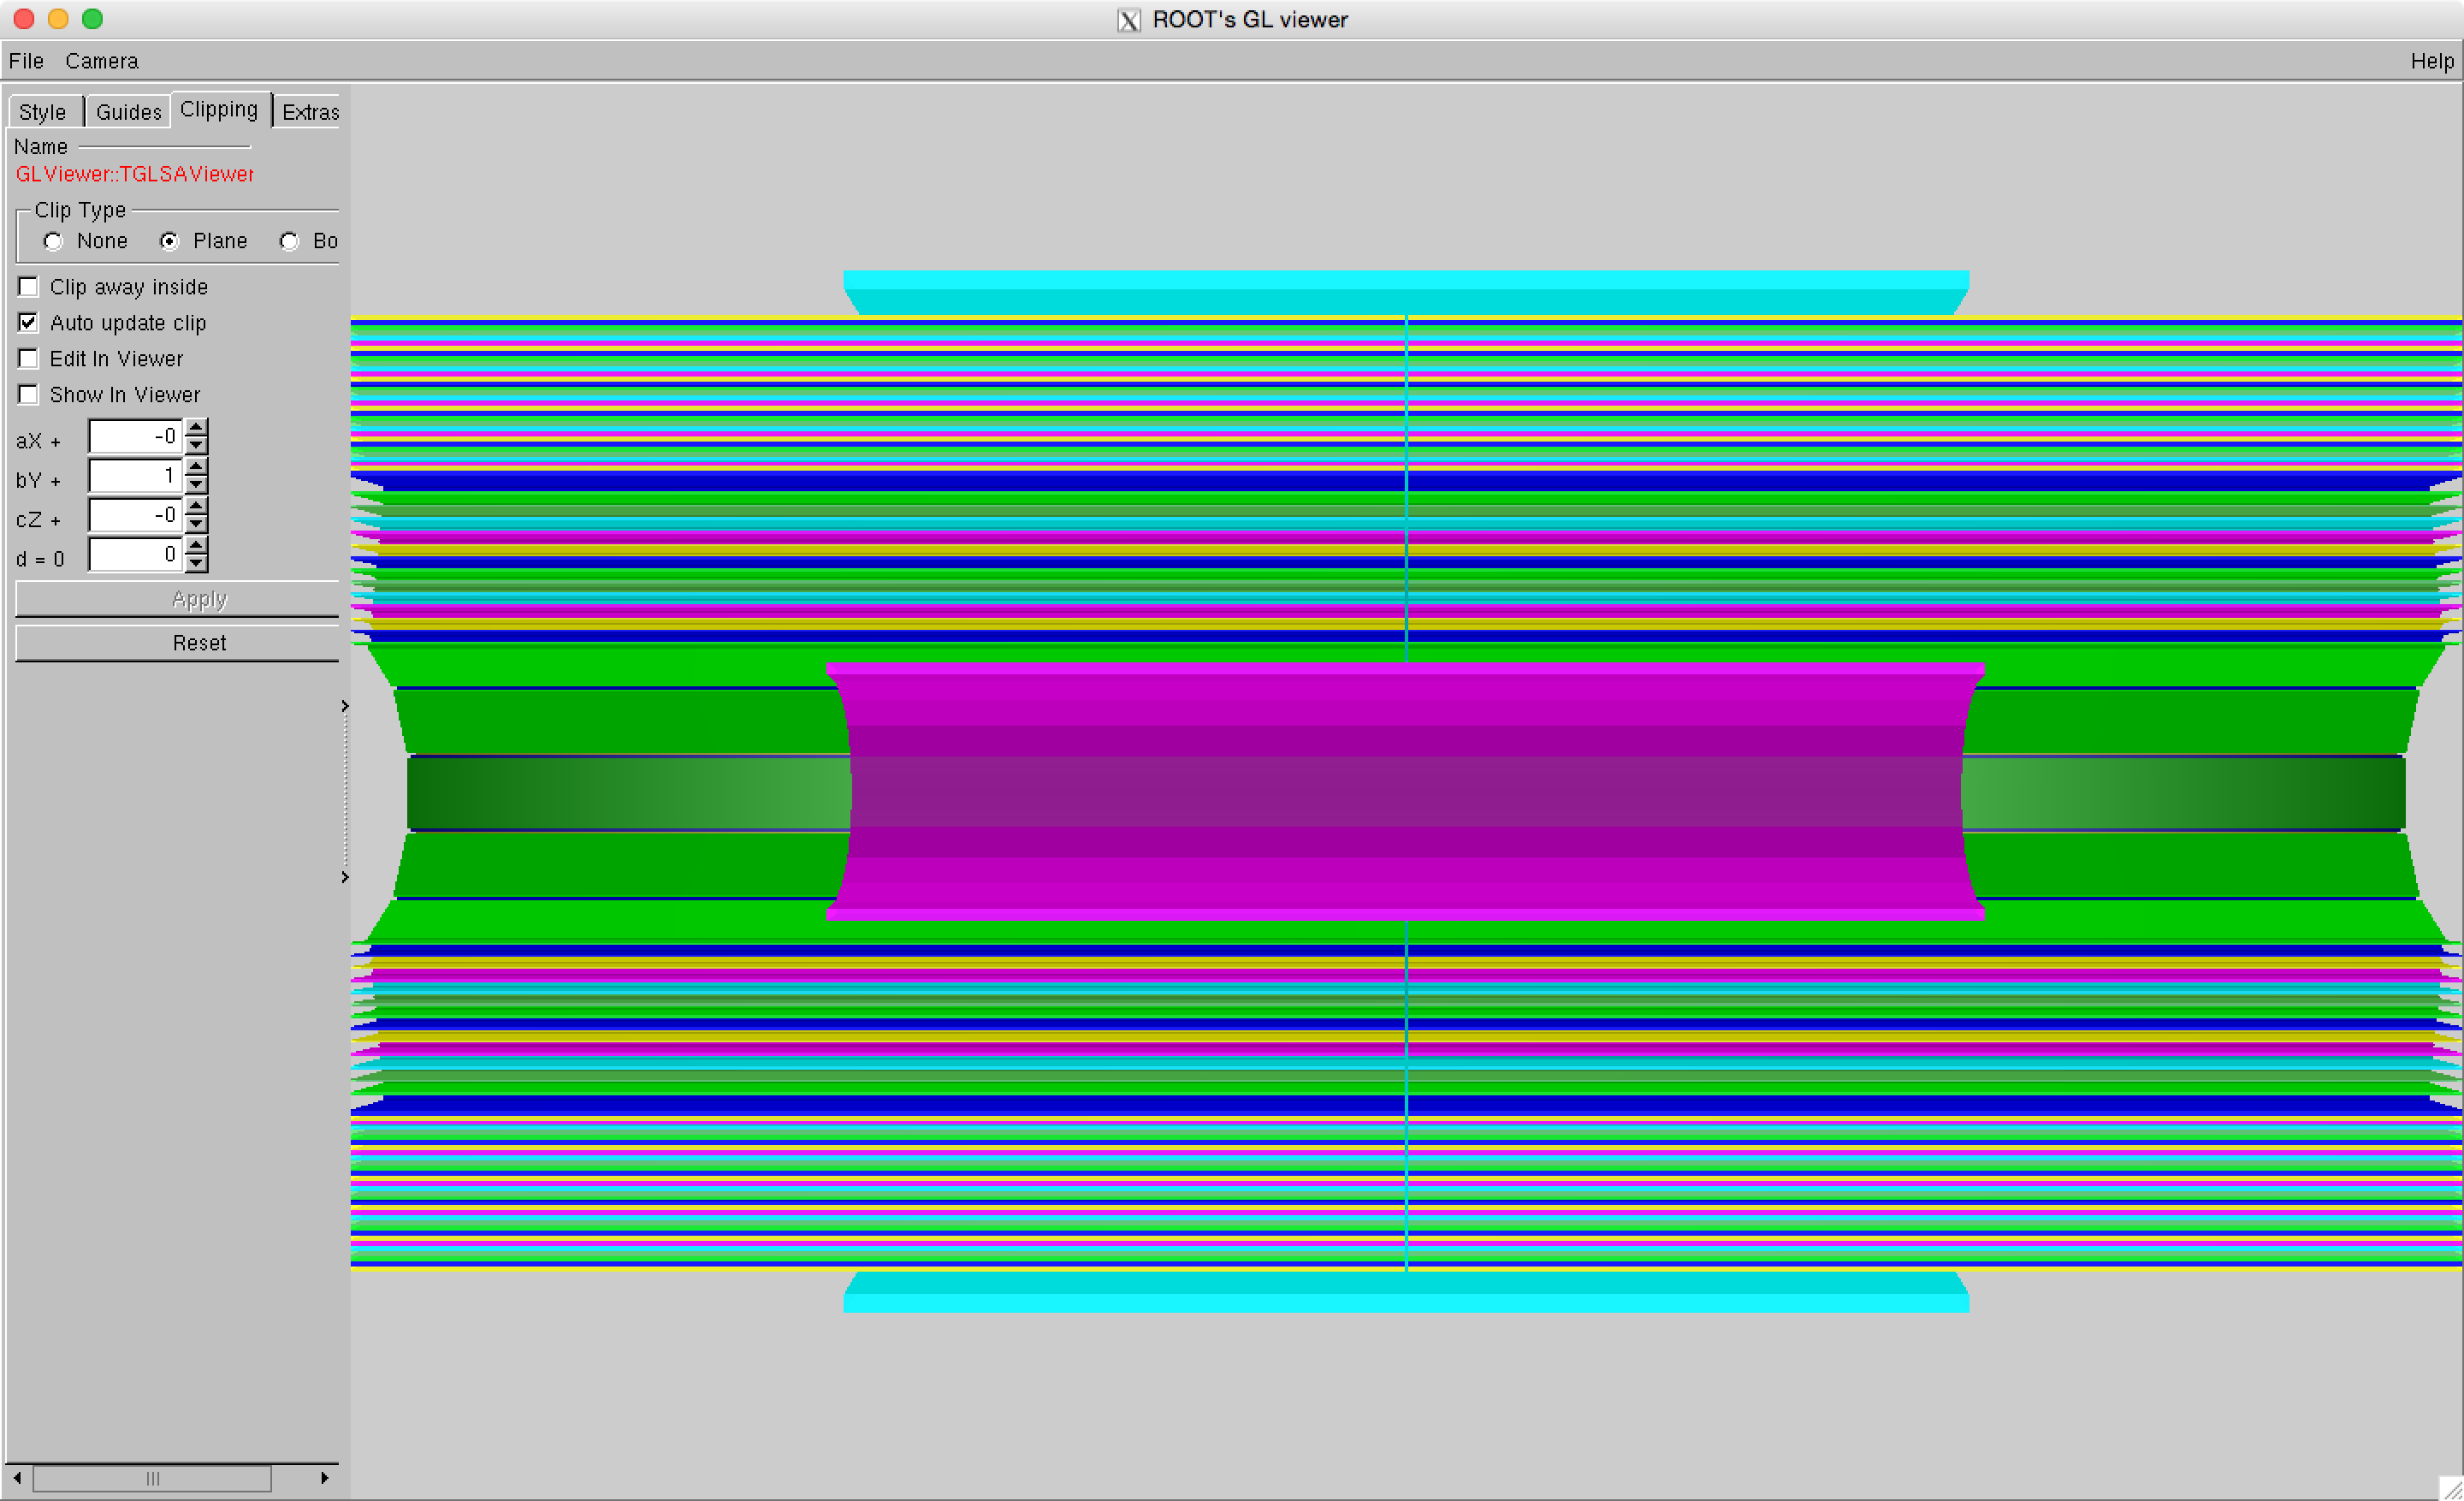 ROOT's GL viewer
File Camera Help
Style Guides Clipping Extras
Name
GLViewer::TGLSAViewer
Clip Type
None Plane Bo
Clip away inside
Auto update clip
Edit In Viewer
Show In Viewer
aX + -0
bY + 1
cZ + -0
d = 0 0
Apply
Reset